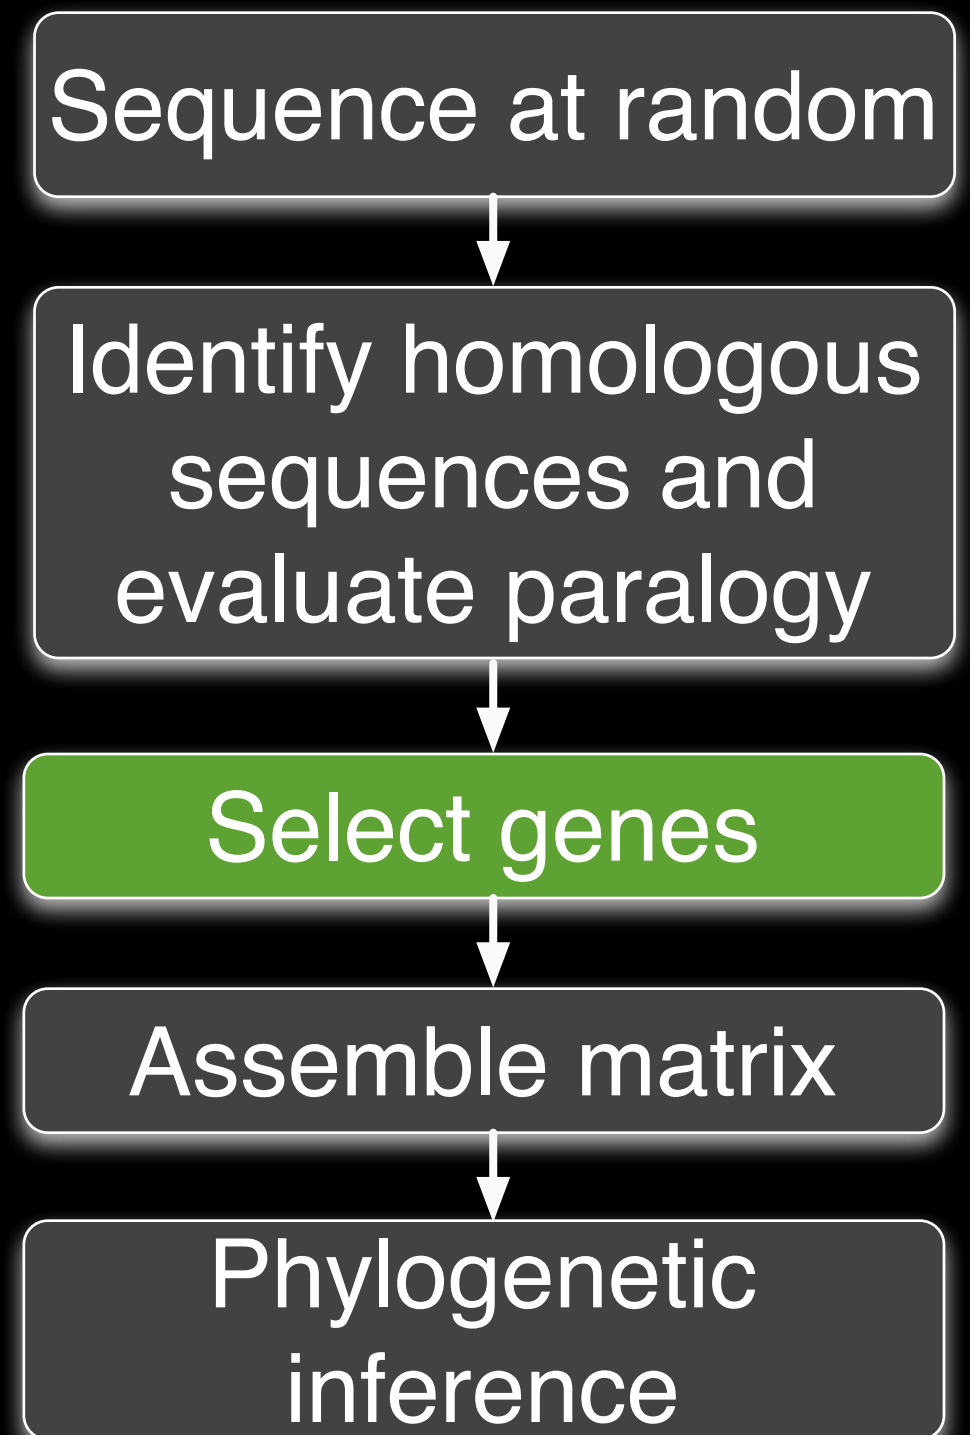 Sequence at random
Identify homologous
sequences and
evaluate paralogy
Select genes
Assemble matrix
Phylogenetic
inference